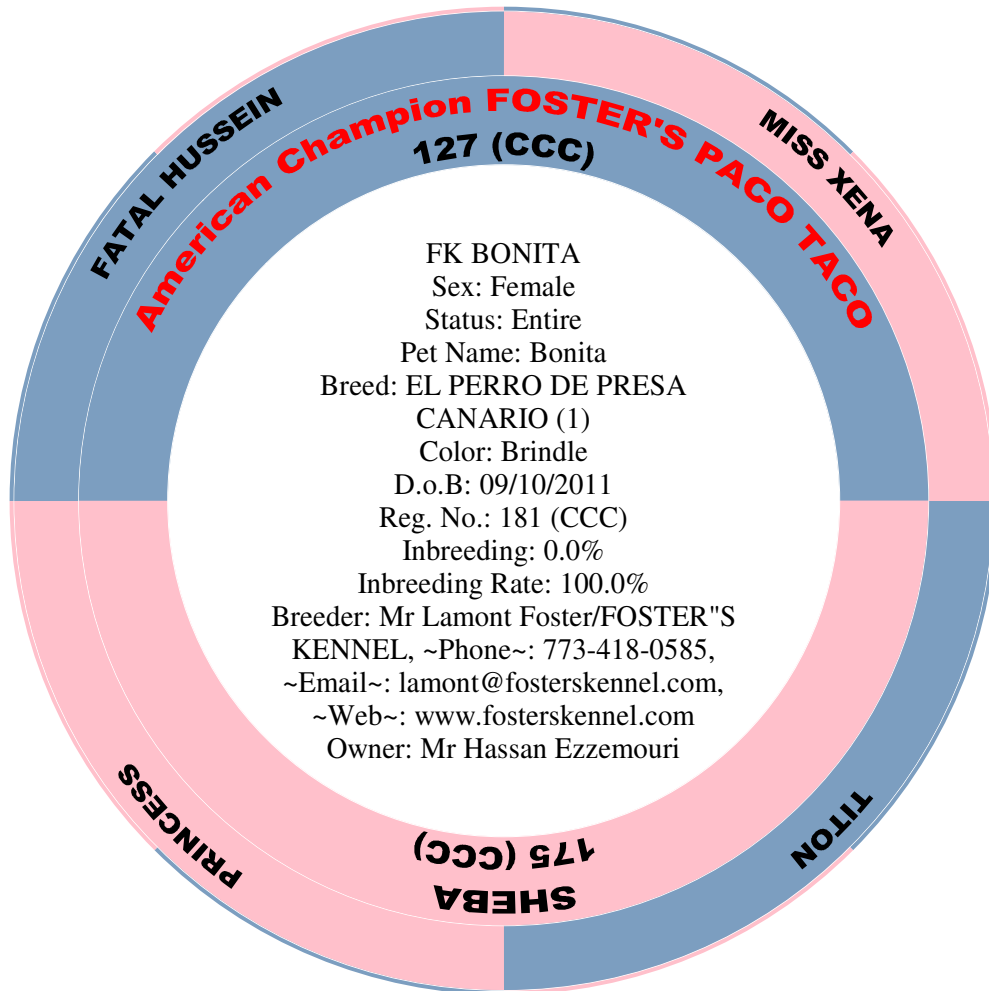 FATAL HUSSEIN
MISS XENA
American Champion FOSTER'S PACO TACO
127 (CCC)
FK BONITA
Sex: Female
Status: Entire
Pet Name: Bonita
Breed: EL PERRO DE PRESA
CANARIO (1)
Color: Brindle
D.o.B: 09/10/2011
Reg. No.: 181 (CCC)
Inbreeding: 0.0%
Inbreeding Rate: 100.0%
Breeder: Mr Lamont Foster/FOSTER"S
KENNEL, ~Phone~: 773-418-0585,
~Email~: lamont@fosterskennel.com,
~Web~: www.fosterskennel.com
Owner: Mr Hassan Ezzemouri
175 (CCC)
SHEBA
PRINCESS
TITON